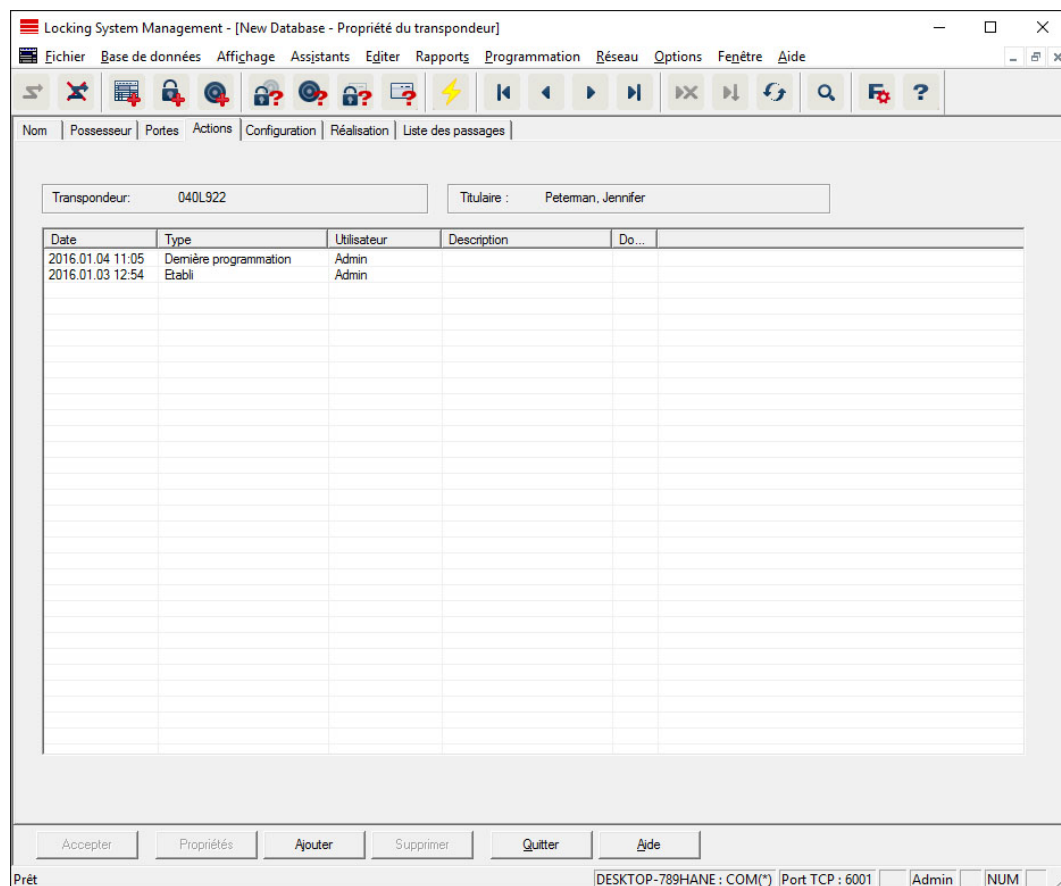 Locking System Management - [New Database - Propriété du transpondeur]
Fichier Base de données Affichage Assistants Editer Rapports Programmation Réseau Options Fenêtre Aide
Nom Possesseur Portes Actions Configuration Réalisation Liste des passages
Transpondeur: 040L922 Titulaire : Peterman, Jennifer
Date Type Utilisateur Description Do...
2016.01.04 11:05 Dernière programmation Admin
2016.01.03 12:54 Etabli Admin
Accepter Propriétés Ajouter Supprimer Quitter Aide
Prêt DESKTOP-789HANE : COM(*) Port TCP : 6001 Admin NUM